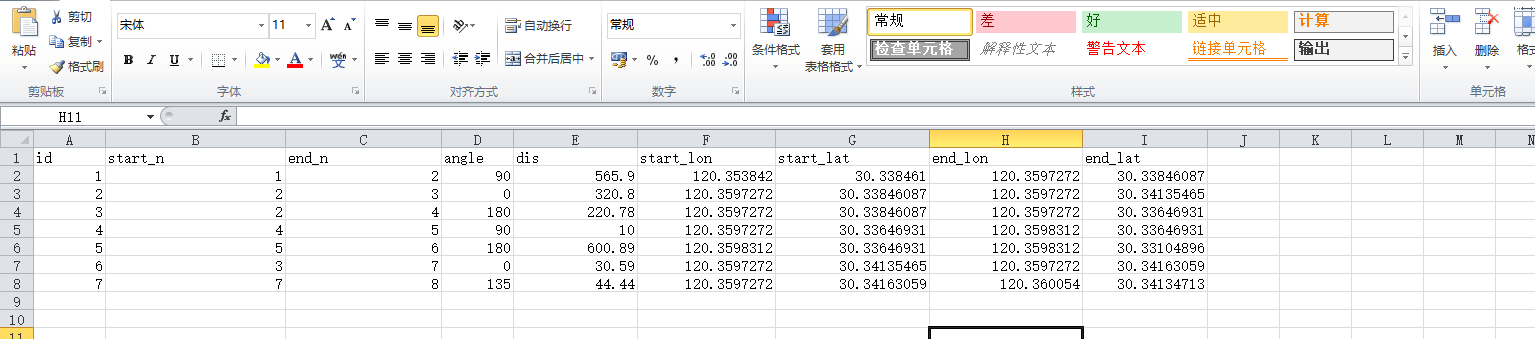 剪切 宋体 11 A A 自动换行 常规 常规 差 好 适中 计算
粘贴 复制 条件格式 套用 表格格式 插入 删除 格式
格式刷 B I U A wén 文 合并后居中 % , .00 .0 检查单元格 解释性文本 警告文本 链接单元格 输出
剪贴板 字体 对齐方式 数字 样式 单元格
H11 fx
A B C D E F G H I J K L M N
1 id start_n end_n angle dis start_lon start_lat end_lon end_lat
2 1 1 2 90 565.9 120.353842 30.338461 120.3597272 30.33846087
3 2 2 3 0 320.8 120.3597272 30.33846087 120.3597272 30.34135465
4 3 2 4 180 220.78 120.3597272 30.33846087 120.3597272 30.33646931
5 4 4 5 90 10 120.3597272 30.33646931 120.3598312 30.33646931
6 5 5 6 180 600.89 120.3598312 30.33646931 120.3598312 30.33104896
7 6 3 7 0 30.59 120.3597272 30.34135465 120.3597272 30.34163059
8 7 7 8 135 44.44 120.3597272 30.34163059 120.360054 30.34134713
9
10
11